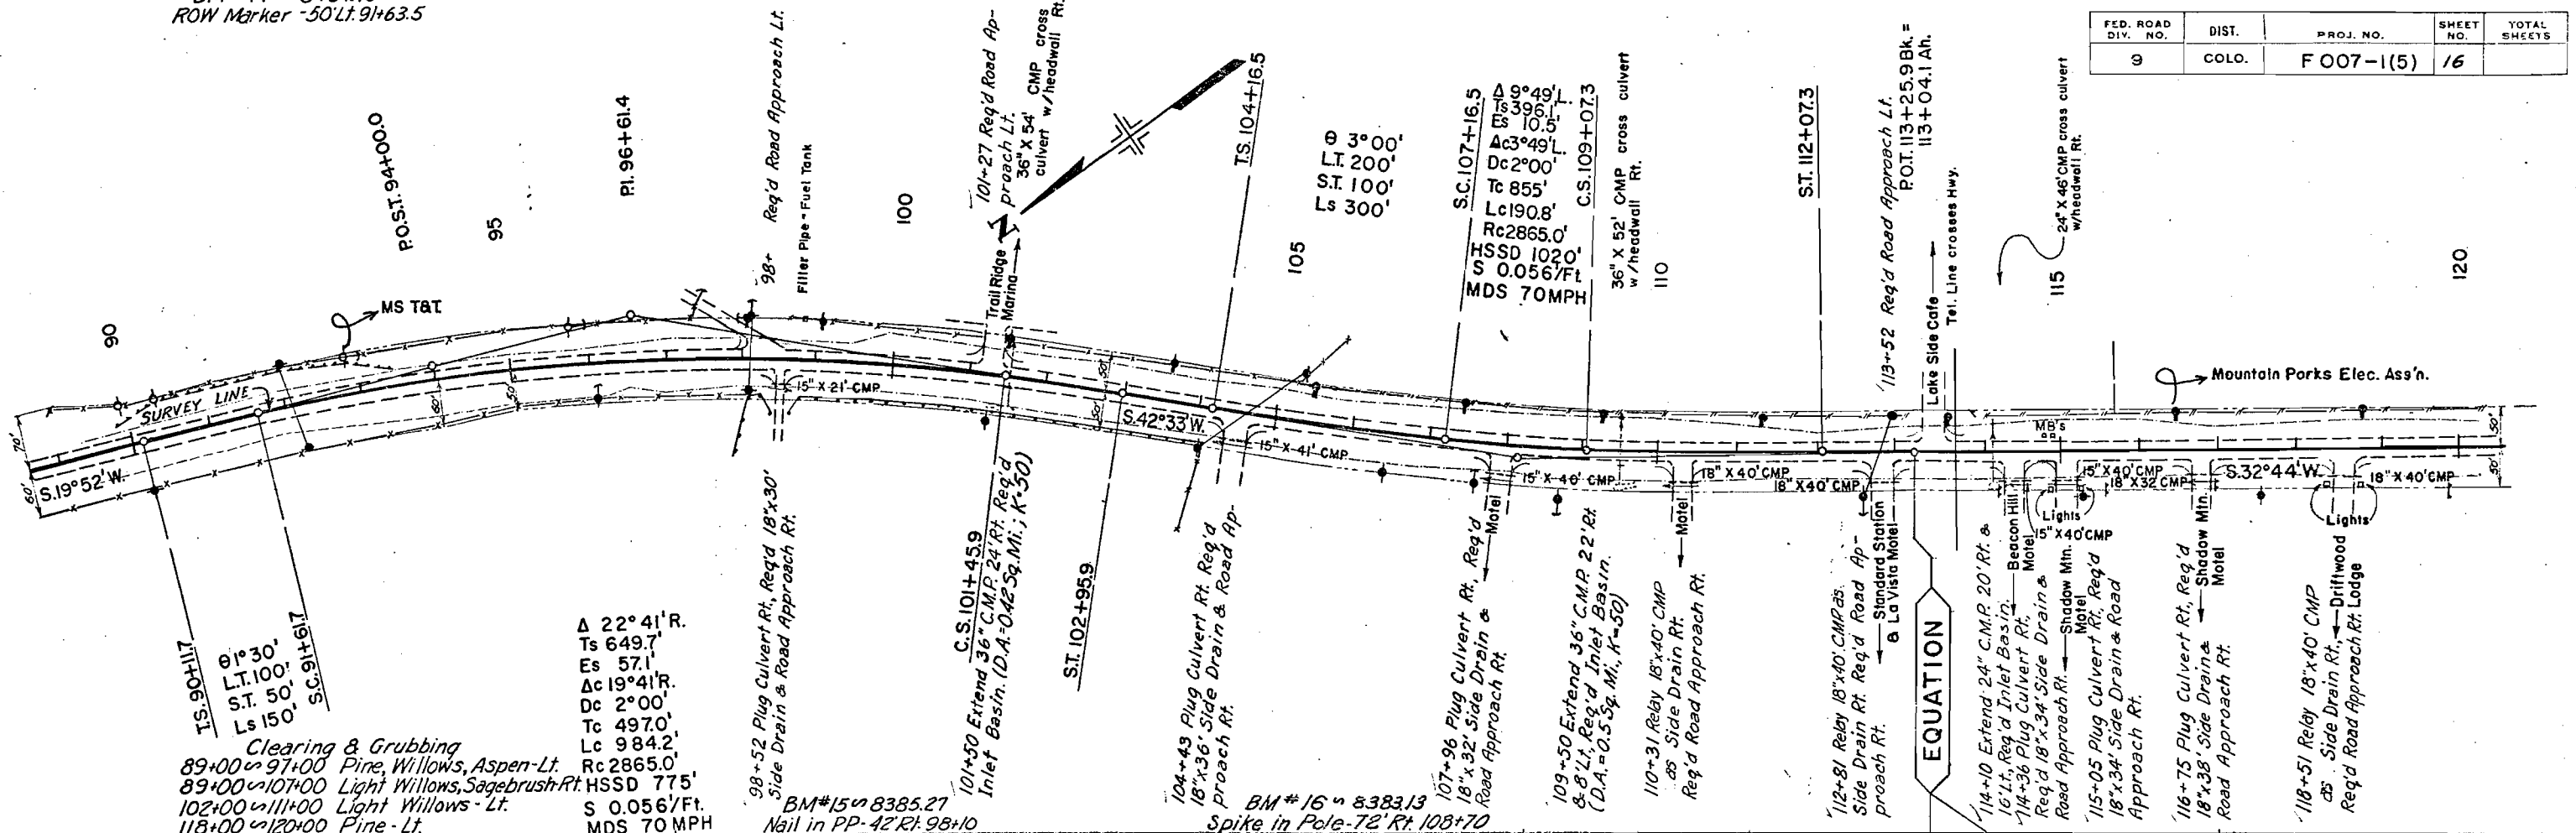 ROW Marker -50'Lt. 91+63.5
FED. ROAD DIV. NO.
DIST.
PROJ. NO.
SHEET NO.
TOTAL SHEETS
9
COLO.
F 007-1(5)
16
90
P.O.S.T. 94+00.0
95
P.I. 96+61.4
98+ Req'd Road Approach Lt.
Filler Pipe - Fuel Tank
100
101+27 Req'd Road Ap-
proach Lt.
36" X 54' CMP cross
culvert w/headwall Rt.
Trail Ridge
Marina
N
T.S. 104+16.5
105
θ 3°00'
L.T. 200'
S.T. 100'
Ls 300'
S.C. 107+16.5
Δ 9°49' L.
Ts 396.1'
Es 10.5'
Δc 3°49' L.
Dc 2°00'
Tc 855'
Lc 190.8'
Rc 2865.0'
HSSD 1020'
S 0.056'/Ft.
MDS 70 MPH
C.S. 109+07.3
36" X 52' CMP cross culvert
w/headwall Rt.
110
S.T. 112+07.3
113+52 Req'd Road Approach Lt.
P.O.T. 113+25.9 Bk. =
113+04.1 Ah.
Lake Side Cafe
Tel. Line crosses Hwy.
115
24" X 46' CMP cross culvert
w/headwall Rt.
120
MS T&T.
Mountain Parks Elec. Ass'n.
SURVEY LINE
70'
60'
S.19°52' W.
60'
50'
15" X 21' CMP
50'
50'
S.42°33' W.
15" X 41' CMP
15" X 40' CMP
18" X 40' CMP
18" X 40' CMP
MB's
15" X 40' CMP
18" X 32' CMP
S.32°44' W.
18" X 40' CMP
50'
50'
Lights
15" X 40' CMP
Lights
T.S. 90+11.7
θ 1°30'
L.T. 100'
S.T. 50'
Ls 150'
S.C. 91+61.7
Δ 22°41' R.
Ts 649.7'
Es 57.1'
Δc 19°41' R.
Dc 2°00'
Tc 497.0'
Lc 984.2'
Rc 2865.0'
HSSD 775'
S 0.056'/Ft.
MDS 70 MPH
Clearing & Grubbing
89+00 ∽ 97+00 Pine, Willows, Aspen-Lt.
89+00 ∽ 107+00 Light Willows, Sagebrush-Rt.
102+00 ∽ 111+00 Light Willows - Lt.
118+00 ∽ 120+00 Pine - Lt.
98+52 Plug Culvert Rt., Req'd 18"x30'
Side Drain & Road Approach Rt.
BM#15 ∽ 8385.27
Nail in PP-42' Rt. 98+10
C.S. 101+45.9
101+50 Extend 36" C.M.P. 24' Rt. Req'd
Inlet Basin. (D.A.=0.42 Sq.Mi.; K=50)
S.T. 102+95.9
104+43 Plug Culvert Rt. Req'd
18"x36' Side Drain & Road Ap-
proach Rt.
BM #16 ∽ 8383.13
Spike in Pole-72' Rt. 108+70
107+96 Plug Culvert Rt., Req'd
18"x32' Side Drain &
Road Approach Rt.
Motel
109+50 Extend 36" C.M.P. 22' Rt.
& 8' Lt., Req'd Inlet Basin.
(D.A.=0.5 Sq. Mi., K=50)
110+31 Relay 18"x40' CMP
as Side Drain Rt.
Req'd Road Approach Rt.
Motel
112+81 Relay 18"x40' CMP as
Side Drain Rt. Req'd Road Ap-
proach Rt.
Standard Station
& La Vista Motel
EQUATION
114+10 Extend 24" C.M.P. 20' Rt. &
16' Lt., Req'd Inlet Basin.
Beacon Hill
Motel
114+36 Plug Culvert Rt,
Req'd 18"x34' Side Drain &
Road Approach Rt.
Shadow Mtn.
Motel
115+05 Plug Culvert Rt, Req'd
18"x34' Side Drain & Road
Approach Rt.
116+75 Plug Culvert Rt, Req'd
18"x38' Side Drain &
Road Approach Rt.
Shadow Mtn.
Motel
118+51 Relay 18"x40' CMP
as Side Drain Rt,
Req'd Road Approach Rt.
Driftwood
Lodge